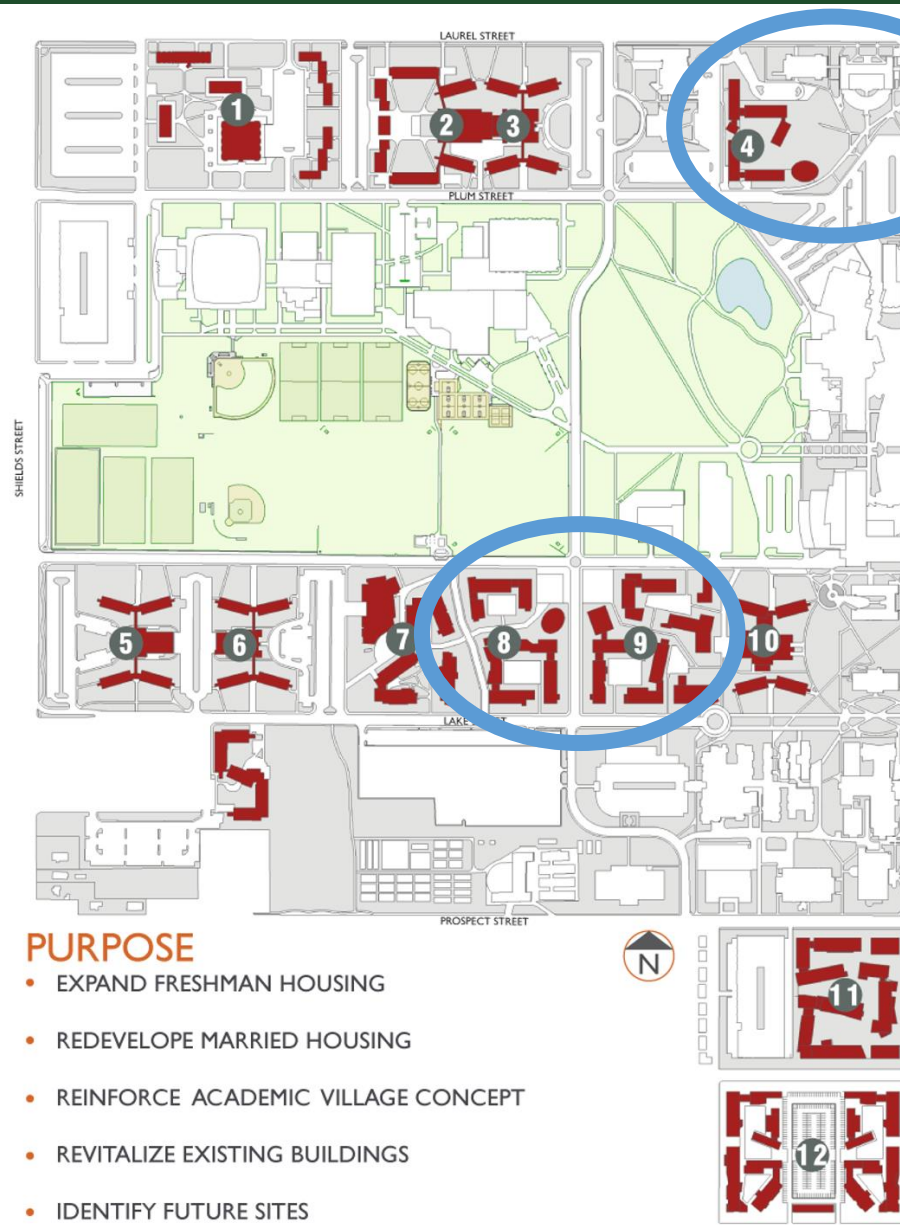 LAUREL STREET
1
2
3
4
PLUM STREET
SHIELDS STREET
5
6
7
8
9
10
LAKE STREET
PROSPECT STREET
PURPOSE
N
• EXPAND FRESHMAN HOUSING
11
• REDEVELOPE MARRIED HOUSING
• REINFORCE ACADEMIC VILLAGE CONCEPT
• REVITALIZE EXISTING BUILDINGS
12
• IDENTIFY FUTURE SITES